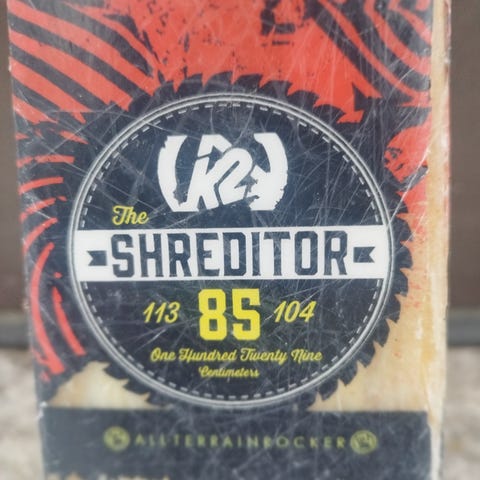 K2
The
SHREDITOR
113 85 104
One Hundred Twenty Nine
Centimeters
ALLTERRAINROCKER